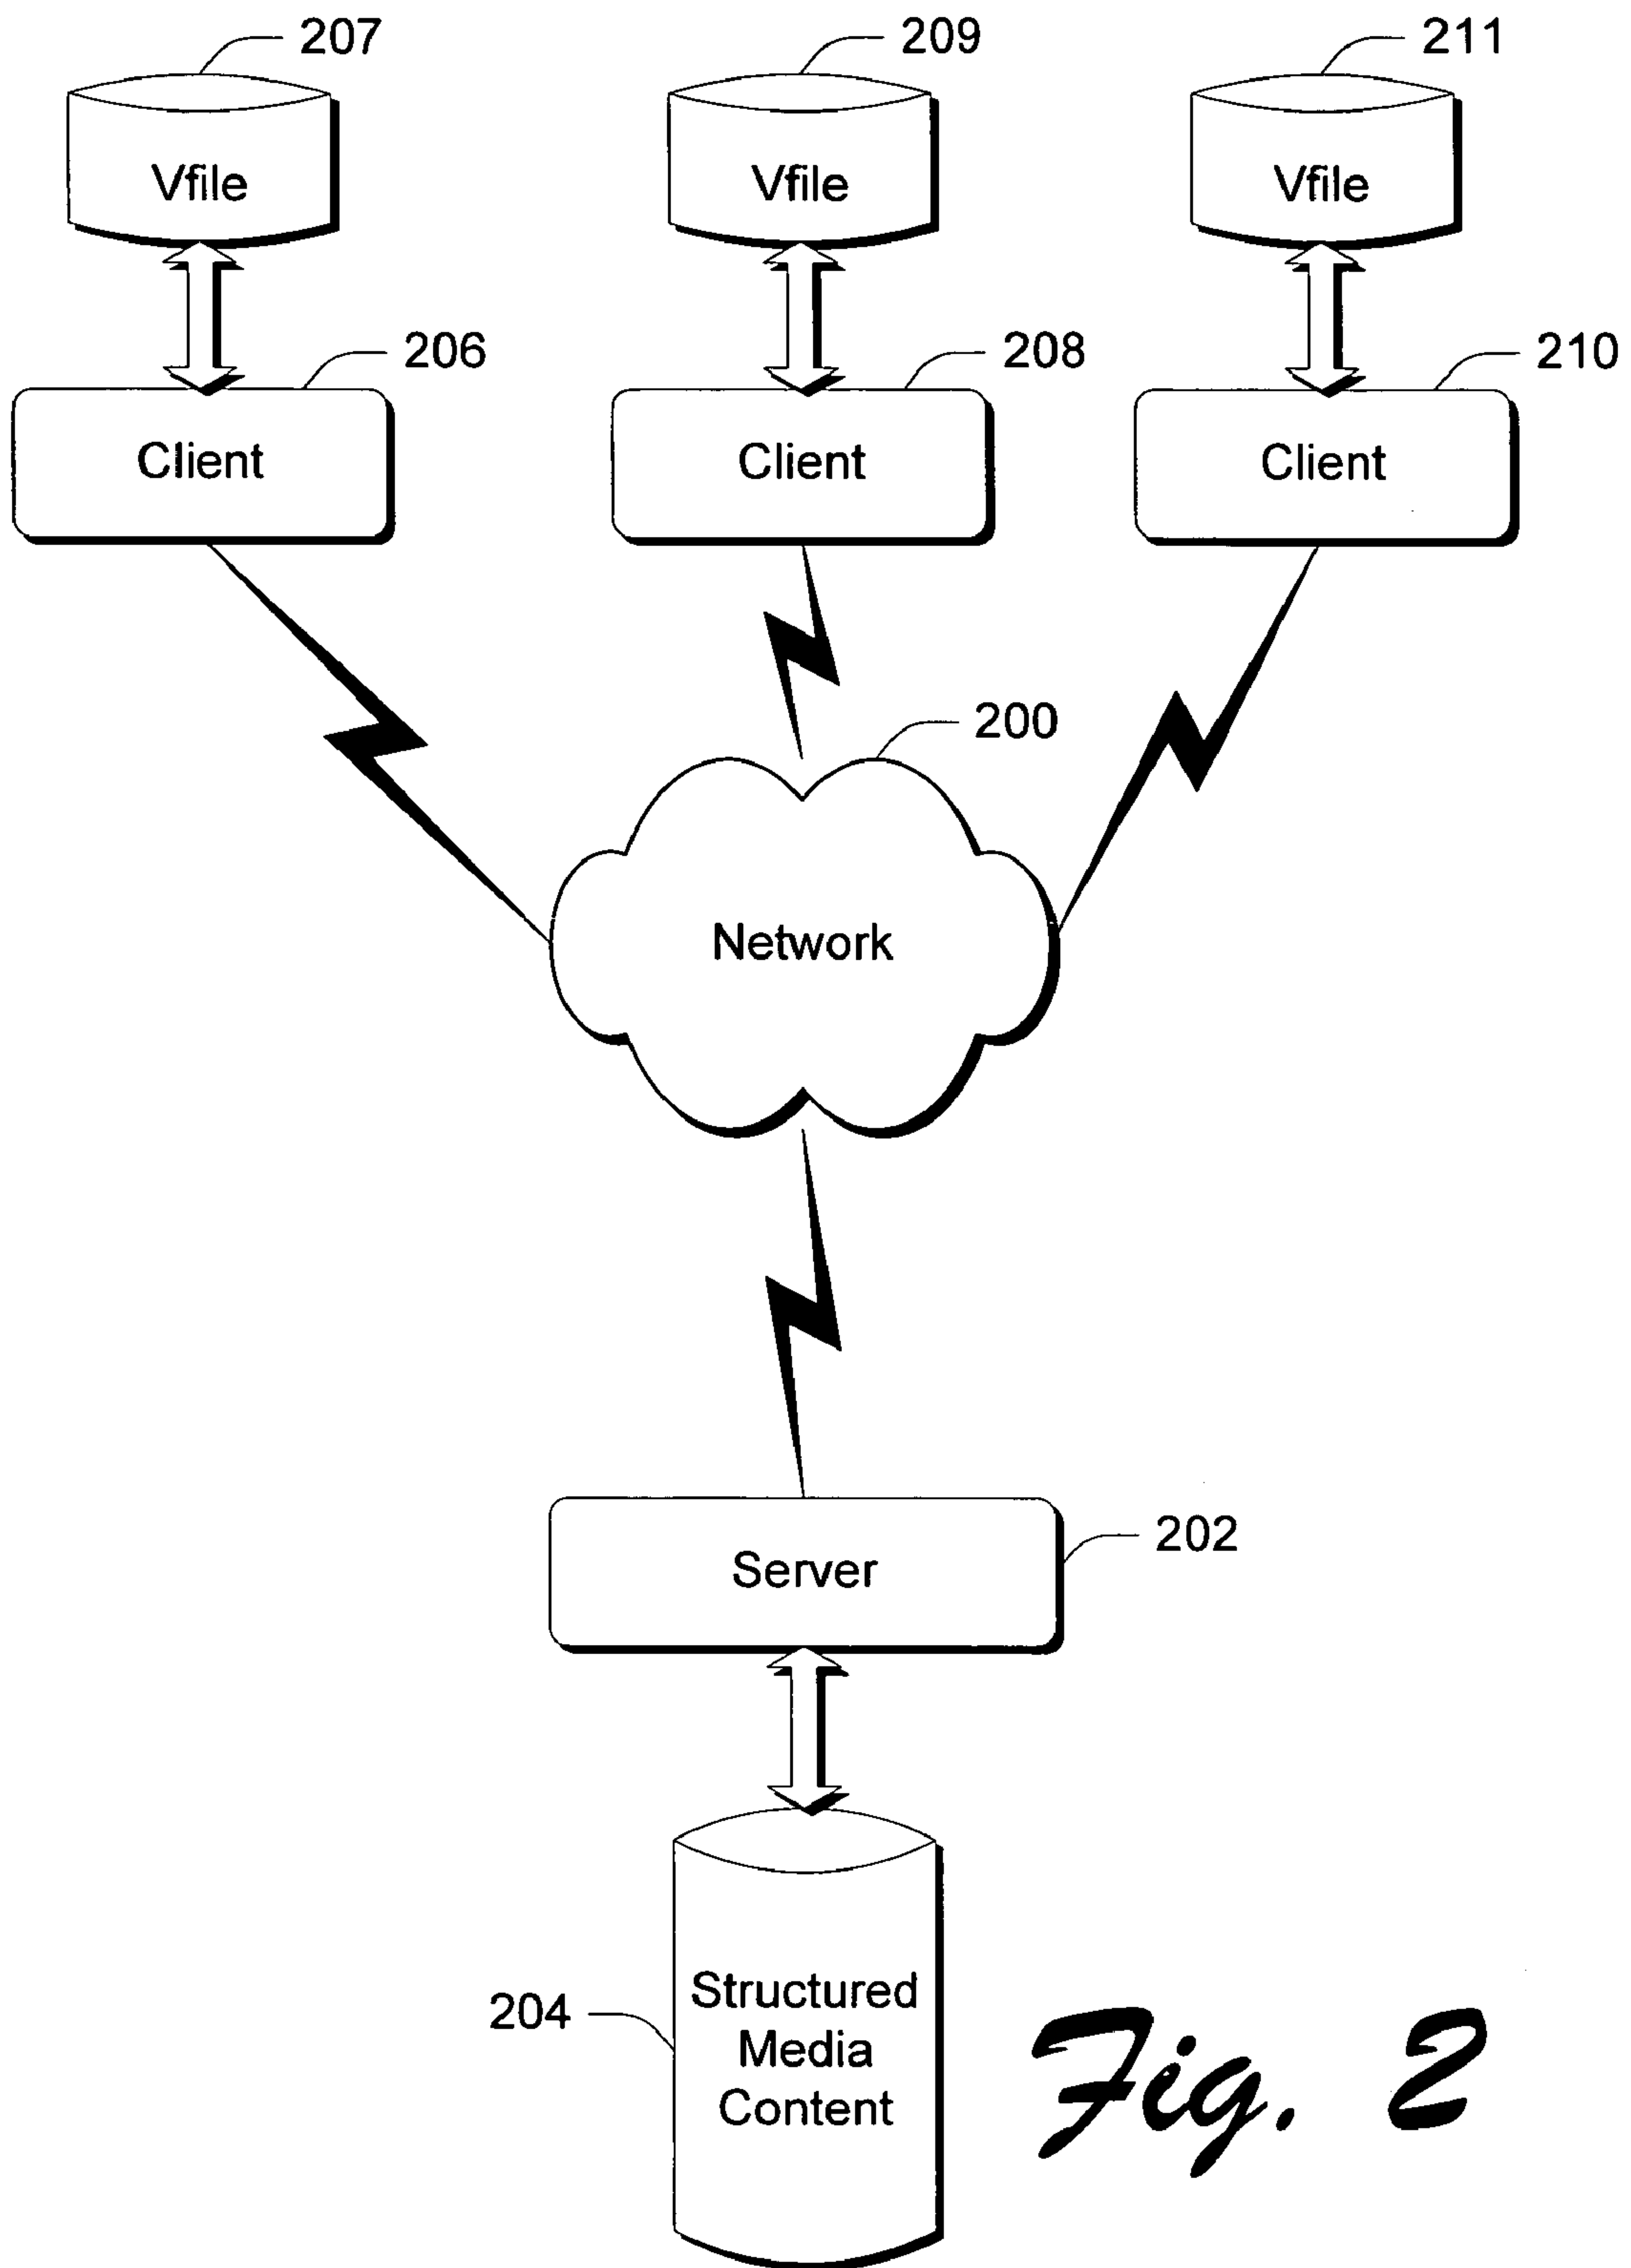 207 209 211
Vfile Vfile Vfile
206 208 210
Client Client Client
200
Network
202
Server
204
Structured
Media
Content
Fig. 2